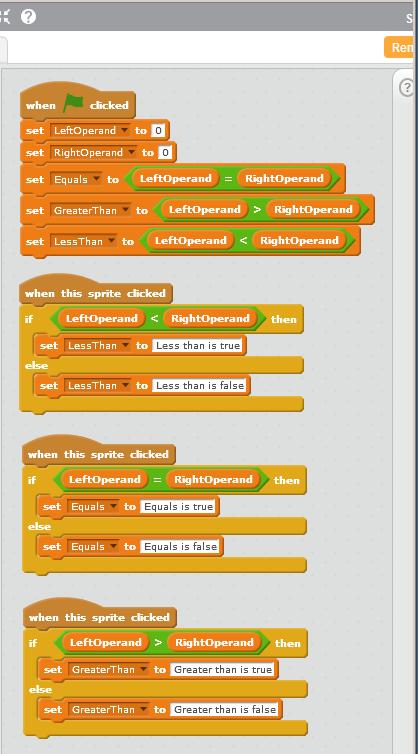 S
Ren
when clicked
set LeftOperand to 0
set RightOperand to 0
set Equals to LeftOperand = RightOperand
set GreaterThan to LeftOperand > RightOperand
set LessThan to LeftOperand < RightOperand
when this sprite clicked
if LeftOperand < RightOperand then
set LessThan to Less than is true
else
set LessThan to Less than is false
when this sprite clicked
if LeftOperand = RightOperand then
set Equals to Equals is true
else
set Equals to Equals is false
when this sprite clicked
if LeftOperand > RightOperand then
set GreaterThan to Greater than is true
else
set GreaterThan to Greater than is false